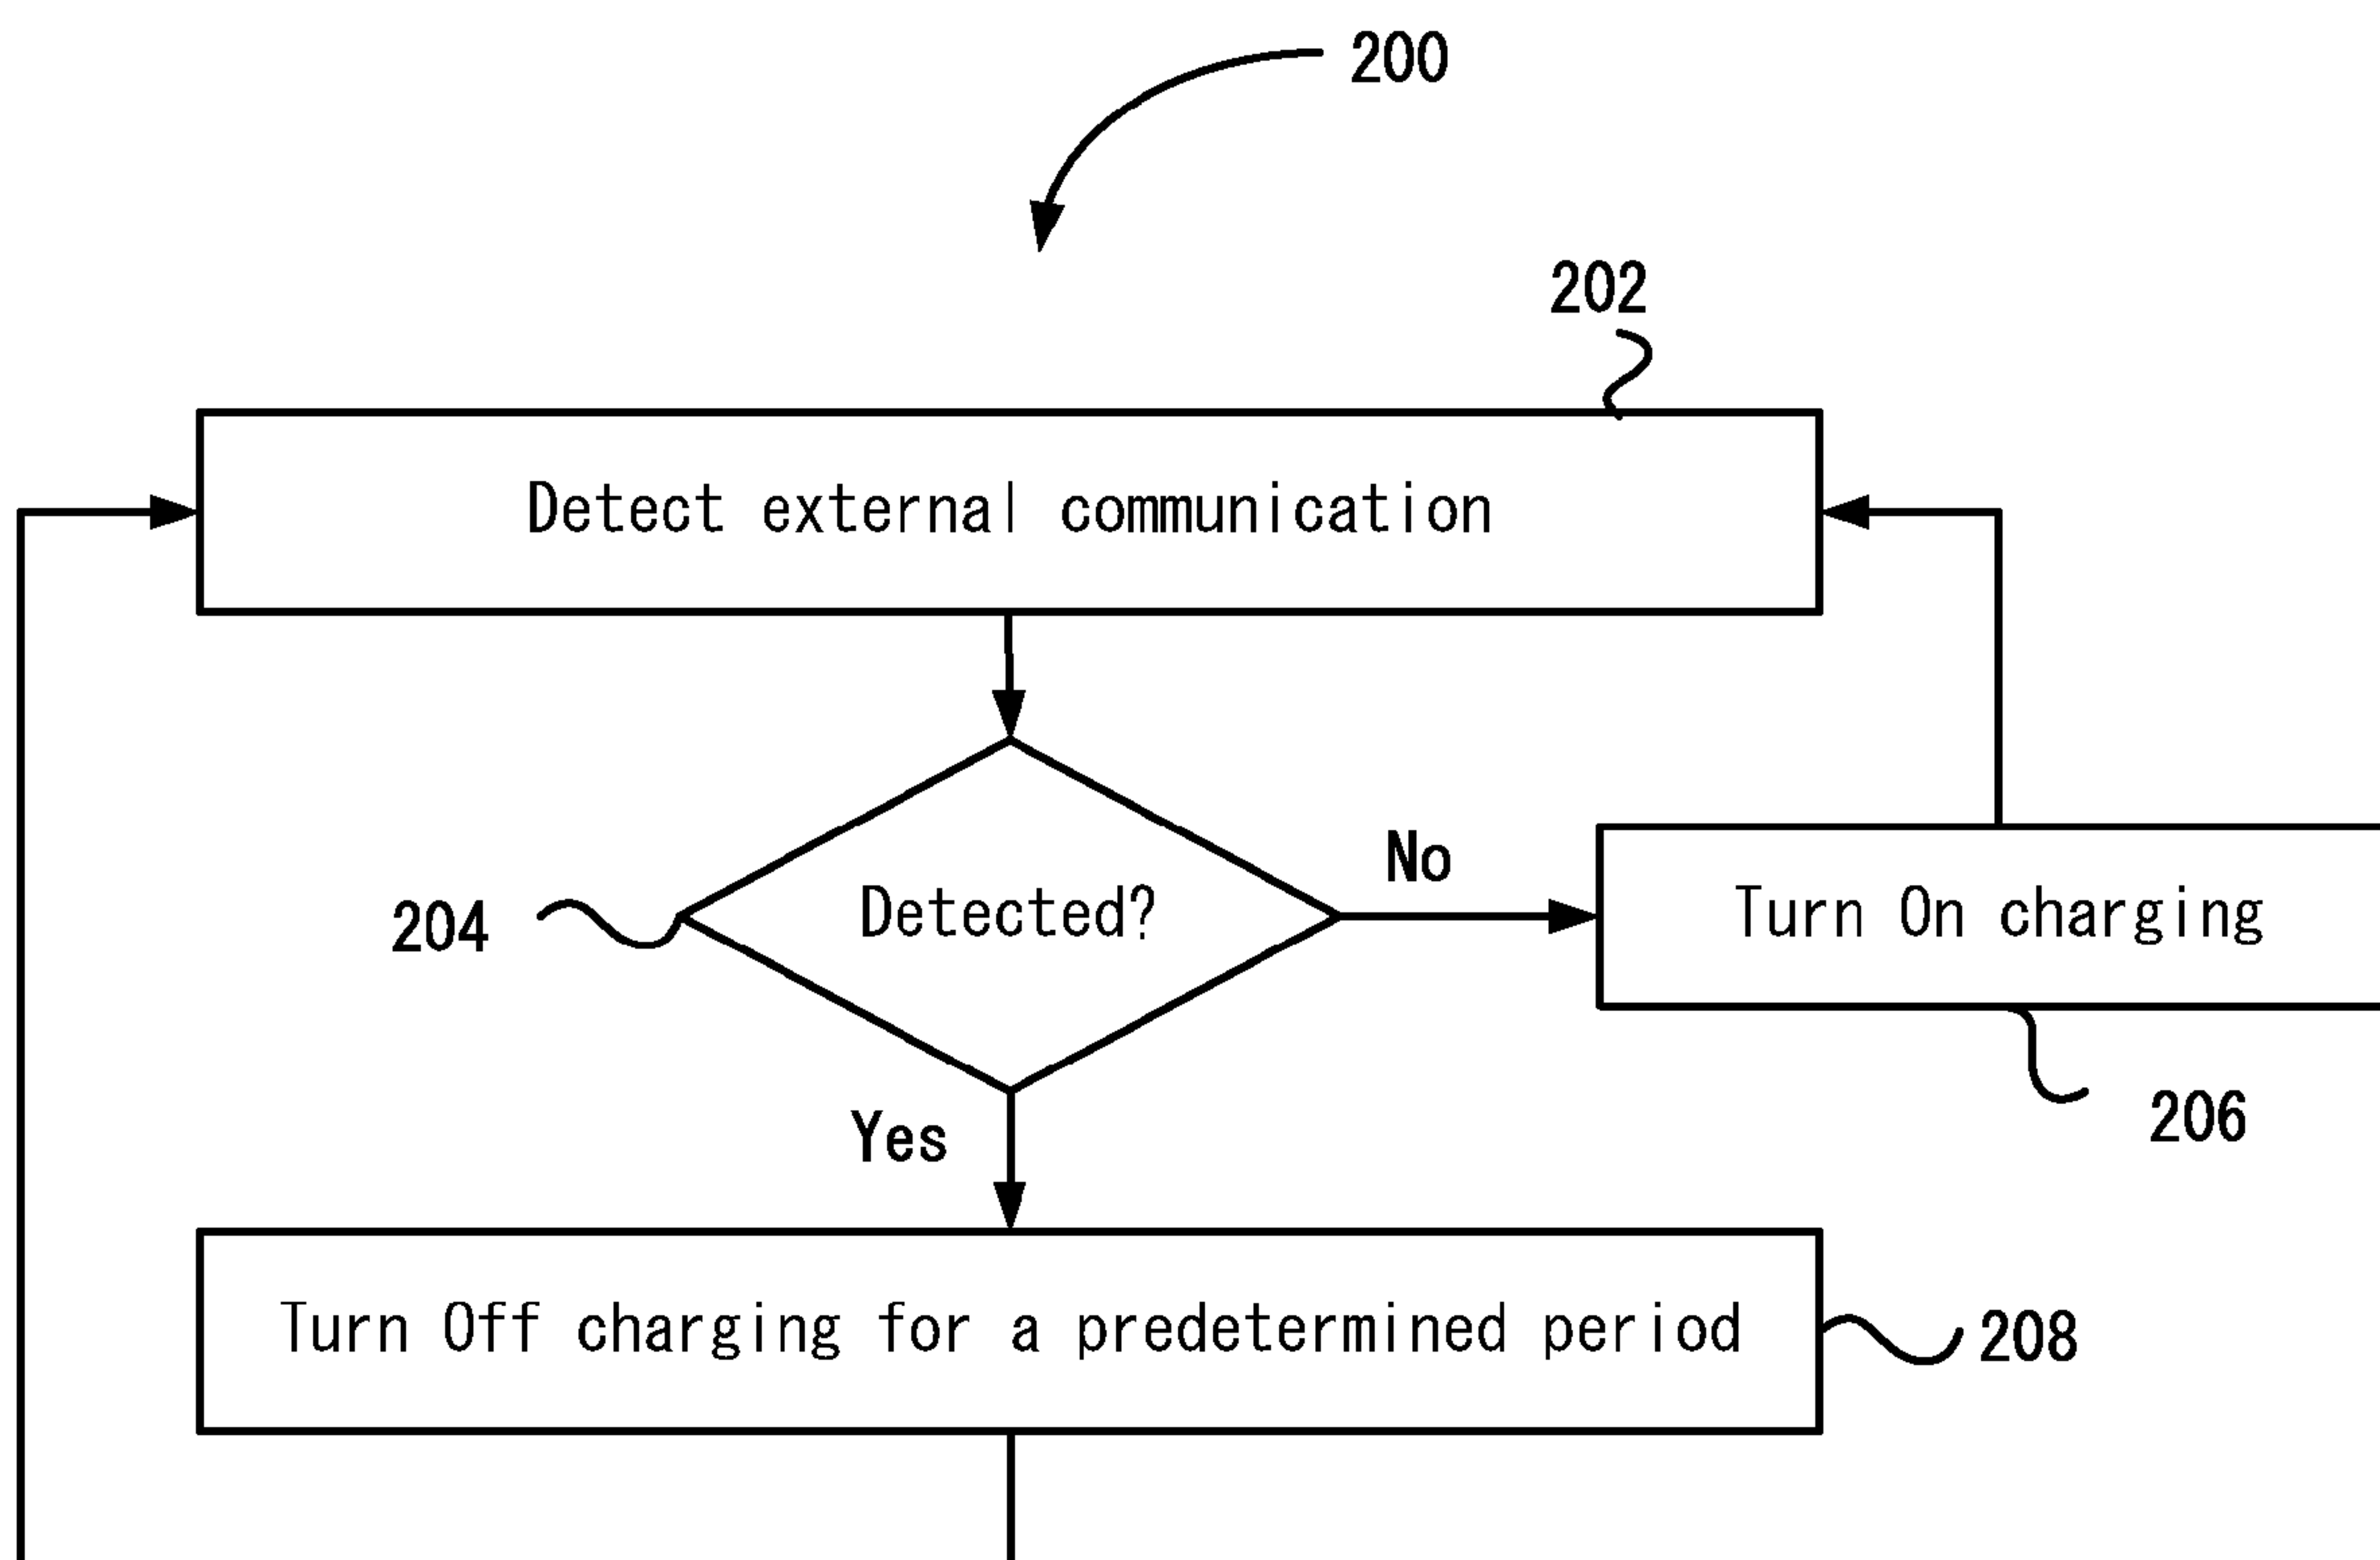 200
202
Detect external communication
No
204
Detected?
Turn On charging
Yes
206
Turn Off charging for a predetermined period
208